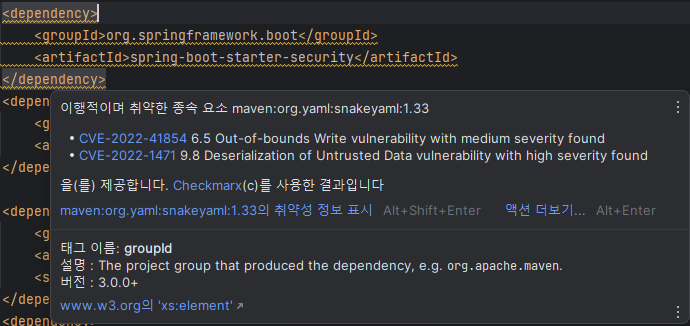 <dependency>
<groupId>org.springframework.boot</groupId>
<artifactId>spring-boot-starter-security</artifactId>
</dependency>
<depen
이행적이며 취약한 종속 요소 maven:org.yaml:snakeyaml:1.33
<g
• CVE-2022-41854 6.5 Out-of-bounds Write vulnerability with medium severity found
<a
• CVE-2022-1471 9.8 Deserialization of Untrusted Data vulnerability with high severity found
</depe
을(를) 제공합니다. Checkmarx(c)를 사용한 결과입니다
<depen
maven:org.yaml:snakeyaml:1.33의 취약성 정보 표시 Alt+Shift+Enter 액션 더보기... Alt+Enter
<g
태그 이름: groupId
<a
설명 : The project group that produced the dependency, e.g. org.apache.maven.
<s
버전 : 3.0.0+
</depe
www.w3.org의 'xs:element' ↗
<depen